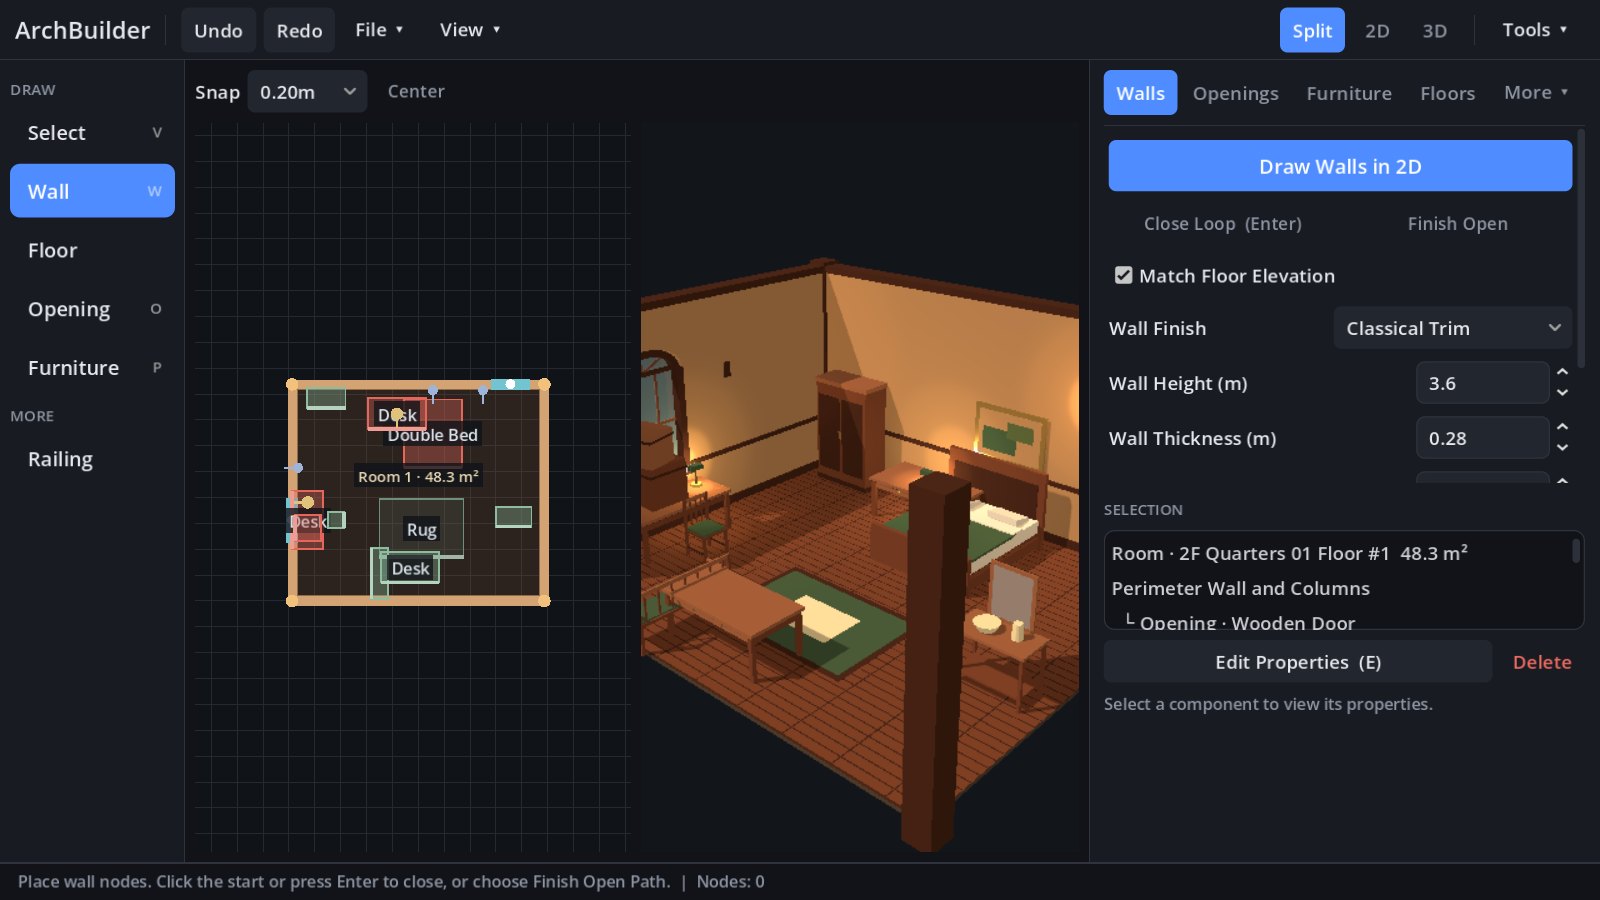 ArchBuilder Undo Redo File View Split 2D 3D Tools
DRAW
Select V
Wall W
Floor
Opening O
Furniture P
MORE
Railing
Snap 0.20m Center
Desk
Double Bed
Room 1 · 48.3 m²
Desk
Rug
Desk
Walls Openings Furniture Floors More
Draw Walls in 2D
Close Loop (Enter) Finish Open
Match Floor Elevation
Wall Finish Classical Trim
Wall Height (m) 3.6
Wall Thickness (m) 0.28
SELECTION
Room · 2F Quarters 01 Floor #1 48.3 m²
Perimeter Wall and Columns
└ Opening · Wooden Door
Edit Properties (E) Delete
Select a component to view its properties.
Place wall nodes. Click the start or press Enter to close, or choose Finish Open Path. | Nodes: 0